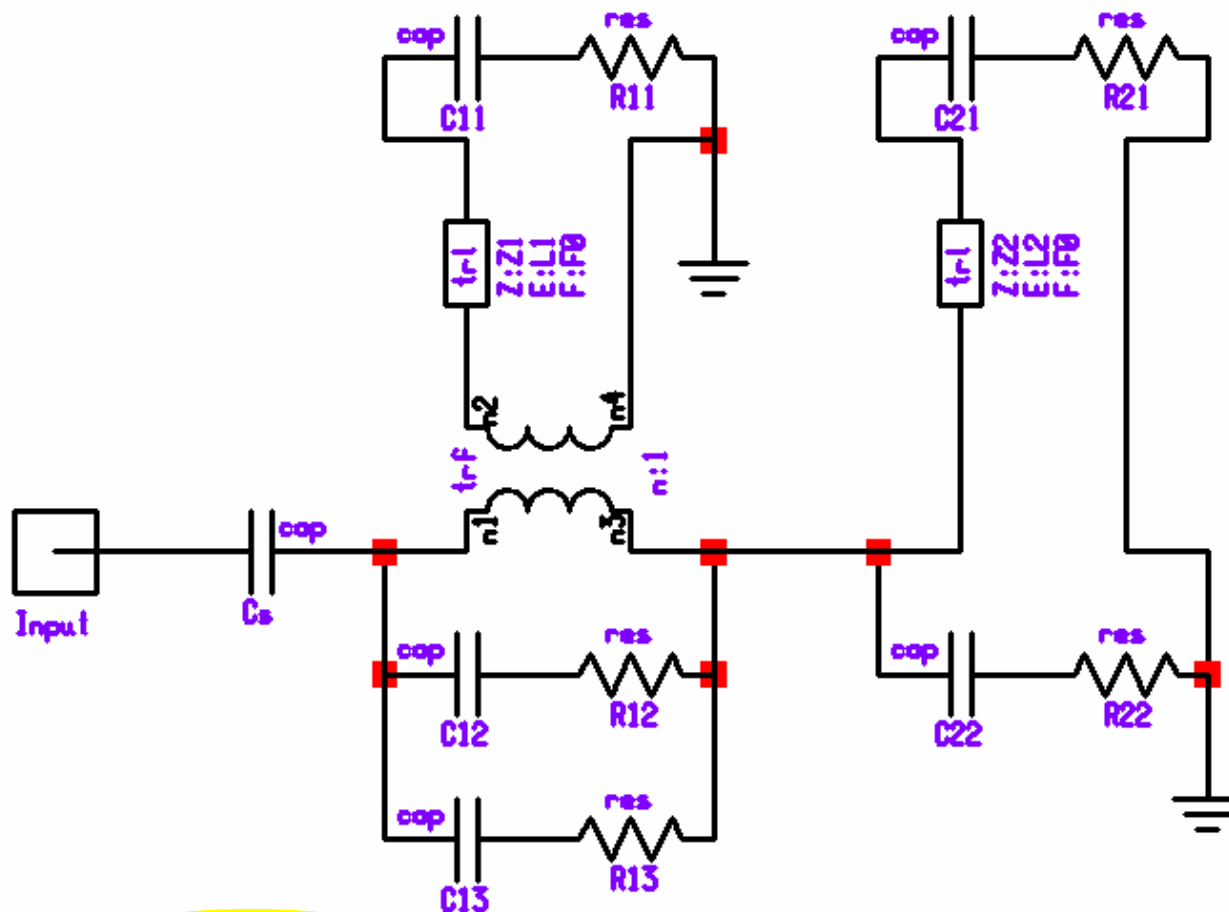 cap
res
C11
R11
cap
res
C21
R21
trl
Z:Z1
E:L1
F:F0
trl
Z:Z2
E:L2
F:F0
n2
n4
trf
n:1
n1
n3
Input
cap
Cs
cap
res
C12
R12
cap
res
C22
R22
cap
res
C13
R13